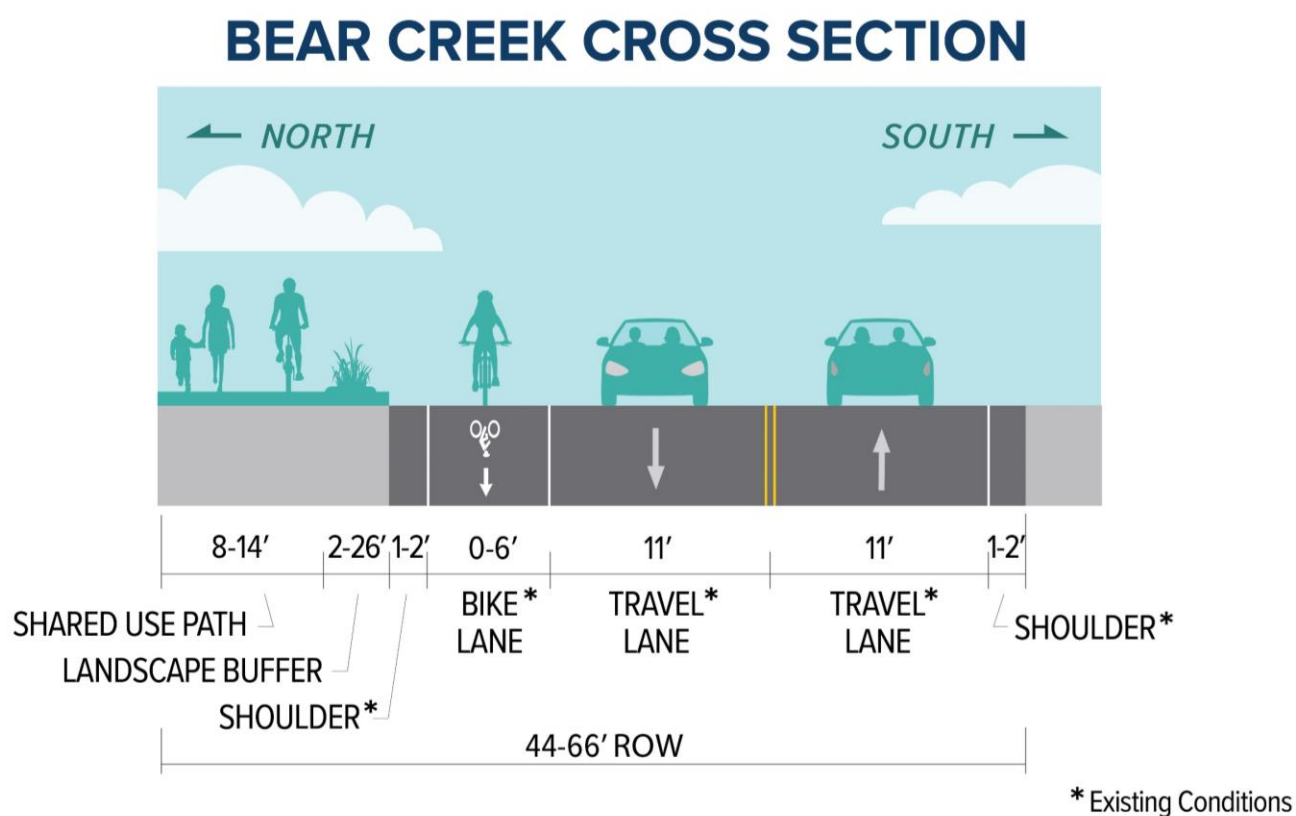 BEAR CREEK CROSS SECTION
NORTH
SOUTH
8-14′
2-26′
1-2′
0-6′
11′
11′
1-2′
SHARED USE PATH
LANDSCAPE BUFFER
SHOULDER*
BIKE*
LANE
TRAVEL*
LANE
TRAVEL*
LANE
SHOULDER*
44-66′ ROW
* Existing Conditions